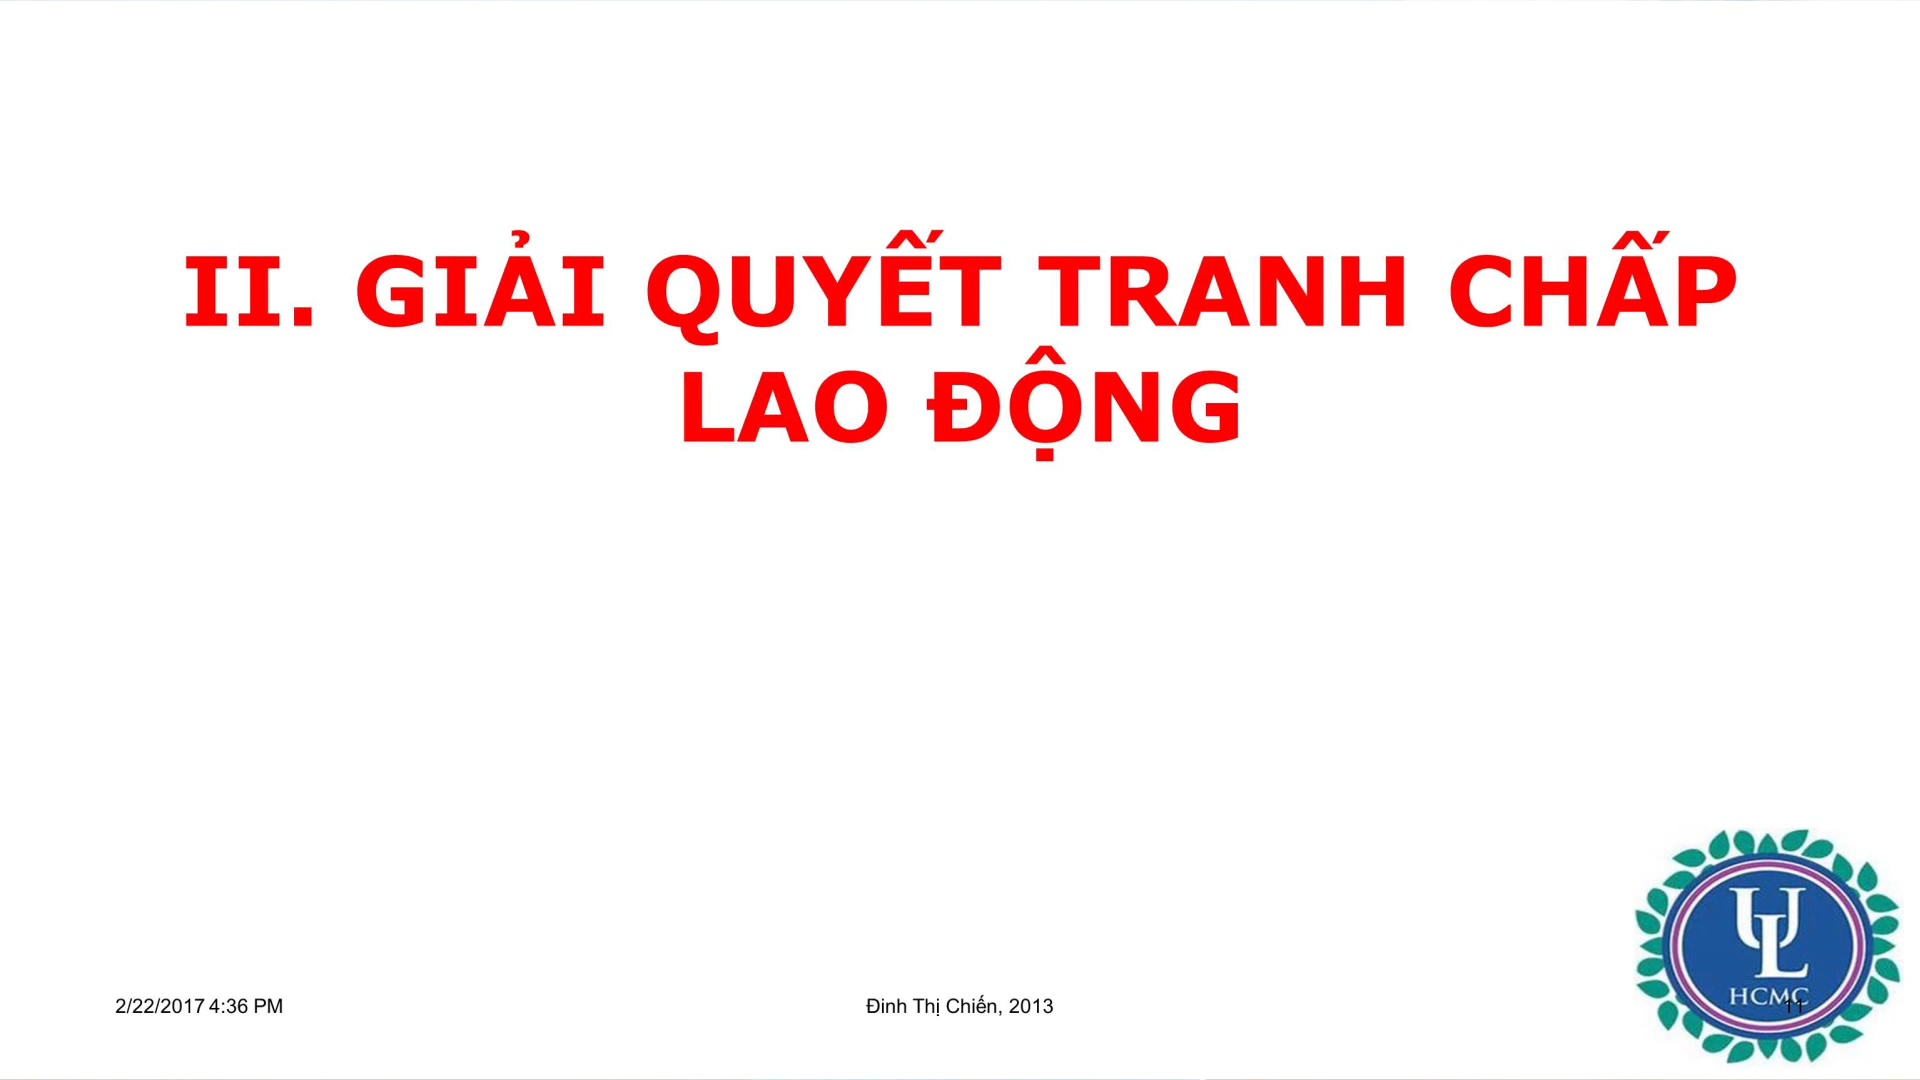 II. GIẢI QUYẾT TRANH CHẤP
LAO ĐỘNG
UL
HCMC
2/22/2017 4:36 PM
Đinh Thị Chiến, 2013
11